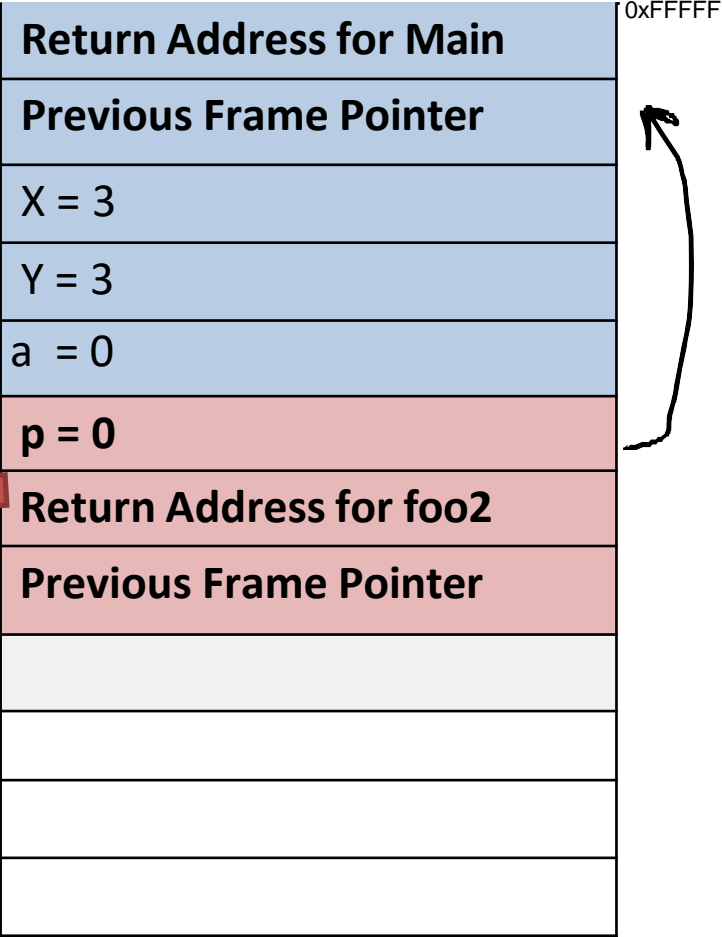 0xFFFFF
Return Address for Main
Previous Frame Pointer
X = 3
Y = 3
a = 0
p = 0
Return Address for foo2
Previous Frame Pointer